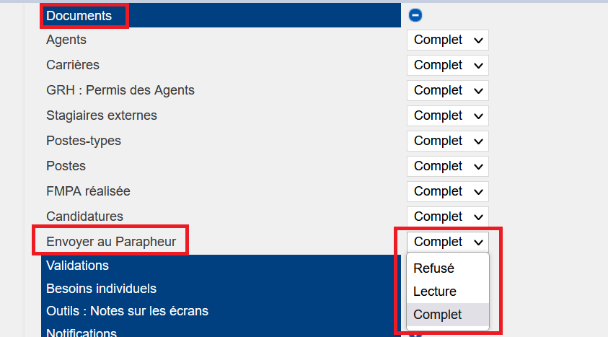 Documents
Agents Complet
Carrières Complet
GRH : Permis des Agents Complet
Stagiaires externes Complet
Postes-types Complet
Postes Complet
FMPA réalisée Complet
Candidatures Complet
Envoyer au Parapheur Complet
Validations Refusé
Besoins individuels Lecture
Outils : Notes sur les écrans Complet
Notifications